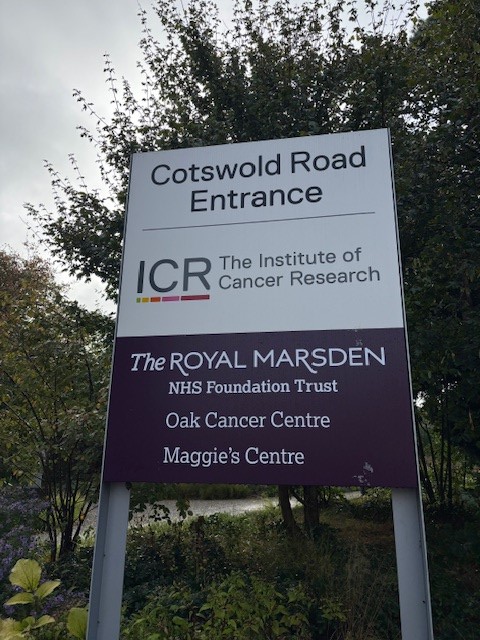 Cotswold Road
Entrance
ICR The Institute of
Cancer Research
The ROYAL MARSDEN
NHS Foundation Trust
Oak Cancer Centre
Maggie's Centre